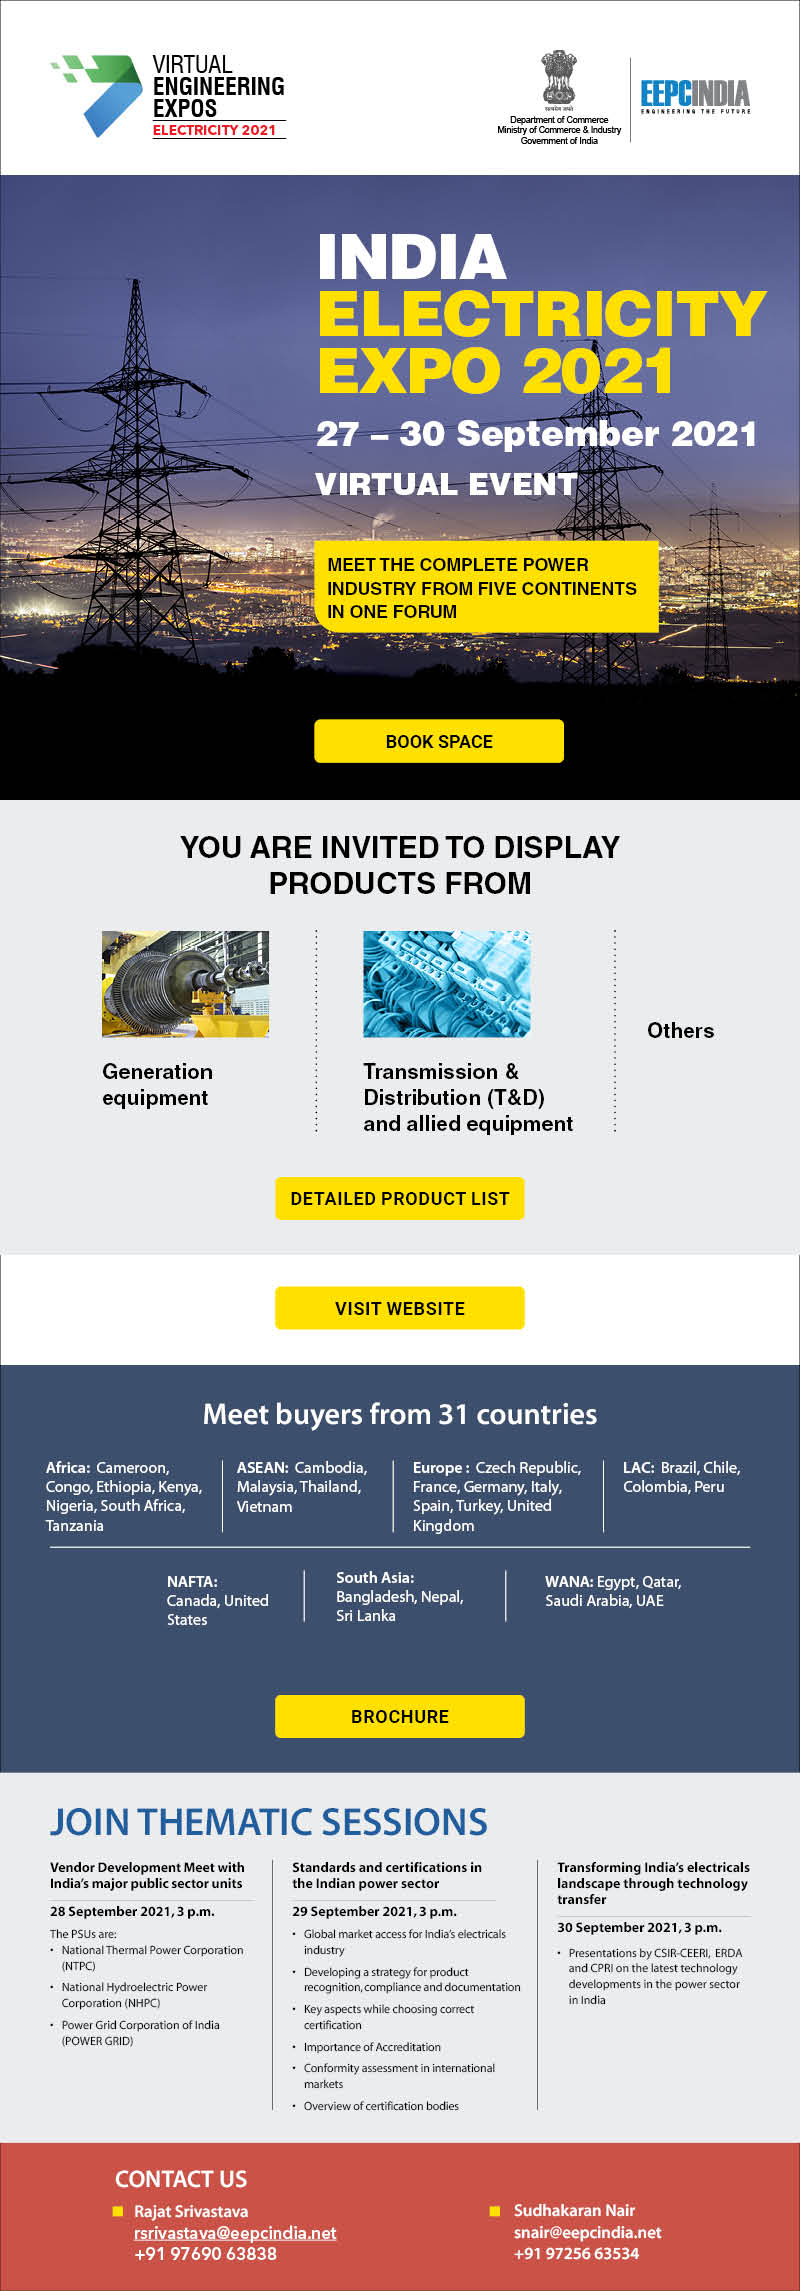 VIRTUAL
ENGINEERING
EXPOS
ELECTRICITY 2021
सत्यमेव जयते
Department of Commerce
Ministry of Commerce & Industry
Government of India
EEPCINDIA
ENGINEERING THE FUTURE
INDIA
ELECTRICITY
EXPO 2021
27 – 30 September 2021
VIRTUAL EVENT
MEET THE COMPLETE POWER
INDUSTRY FROM FIVE CONTINENTS
IN ONE FORUM
BOOK SPACE
YOU ARE INVITED TO DISPLAY
PRODUCTS FROM
Generation
equipment
Transmission &
Distribution (T&D)
and allied equipment
Others
DETAILED PRODUCT LIST
VISIT WEBSITE
Meet buyers from 31 countries
Africa: Cameroon,
Congo, Ethiopia, Kenya,
Nigeria, South Africa,
Tanzania
ASEAN: Cambodia,
Malaysia, Thailand,
Vietnam
Europe : Czech Republic,
France, Germany, Italy,
Spain, Turkey, United
Kingdom
LAC: Brazil, Chile,
Colombia, Peru
NAFTA:
Canada, United
States
South Asia:
Bangladesh, Nepal,
Sri Lanka
WANA: Egypt, Qatar,
Saudi Arabia, UAE
BROCHURE
JOIN THEMATIC SESSIONS
Vendor Development Meet with
India's major public sector units
28 September 2021, 3 p.m.
The PSUs are:
• National Thermal Power Corporation
(NTPC)
• National Hydroelectric Power
Corporation (NHPC)
• Power Grid Corporation of India
(POWER GRID)
Standards and certifications in
the Indian power sector
29 September 2021, 3 p.m.
• Global market access for India's electricals
industry
• Developing a strategy for product
recognition, compliance and documentation
• Key aspects while choosing correct
certification
• Importance of Accreditation
• Conformity assessment in international
markets
• Overview of certification bodies
Transforming India's electricals
landscape through technology
transfer
30 September 2021, 3 p.m.
• Presentations by CSIR-CEERI, ERDA
and CPRI on the latest technology
developments in the power sector
in India
CONTACT US
Rajat Srivastava
rsrivastava@eepcindia.net
+91 97690 63838
Sudhakaran Nair
snair@eepcindia.net
+91 97256 63534